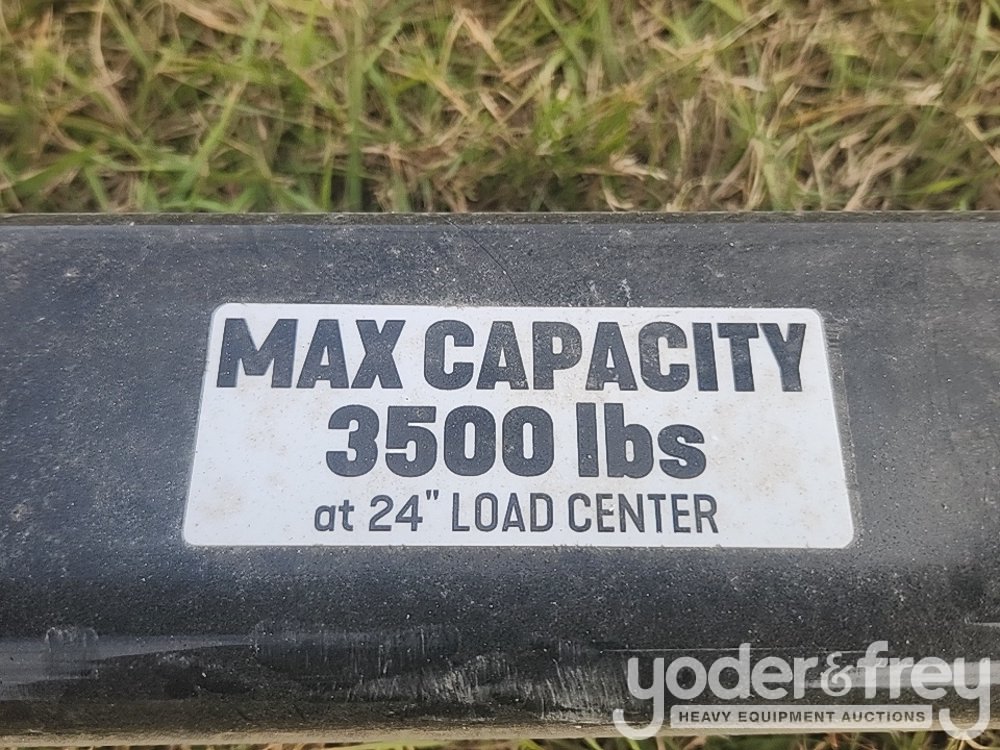 MAX CAPACITY
3500 lbs
at 24" LOAD CENTER
yoder&frey
HEAVY EQUIPMENT AUCTIONS